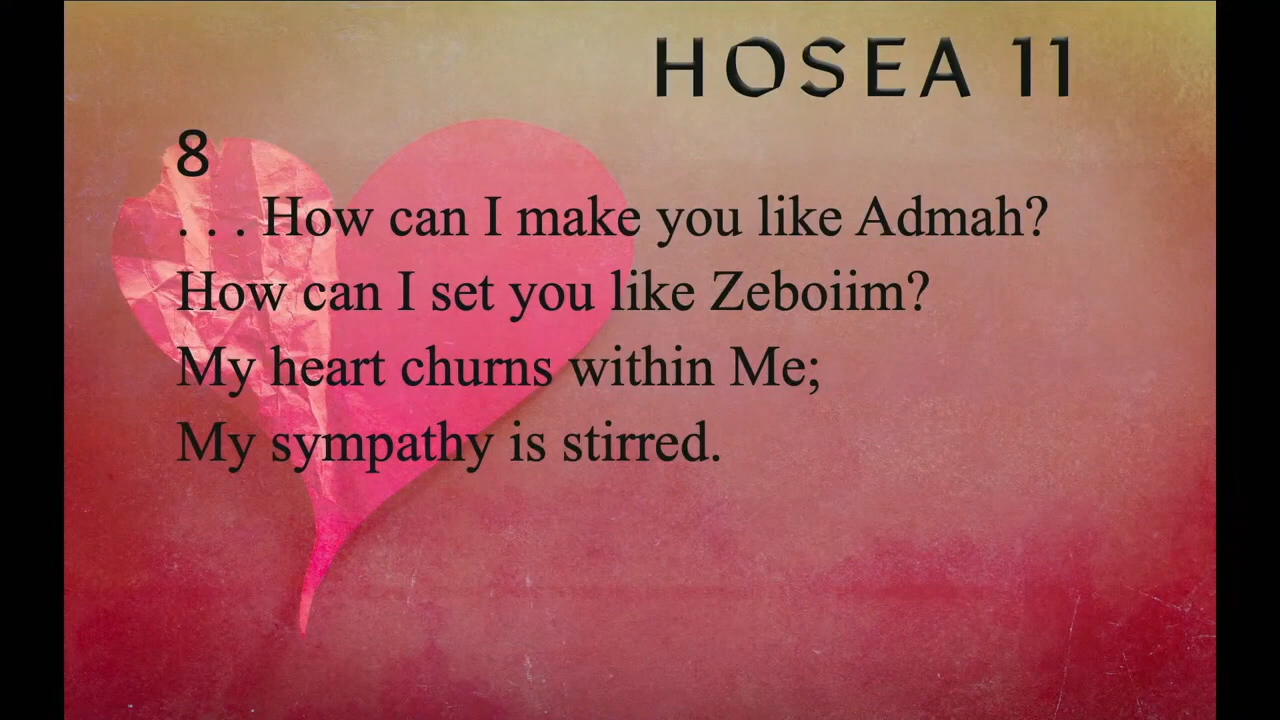 HOSEA 11
8
. . . How can I make you like Admah?
How can I set you like Zeboiim?
My heart churns within Me;
My sympathy is stirred.